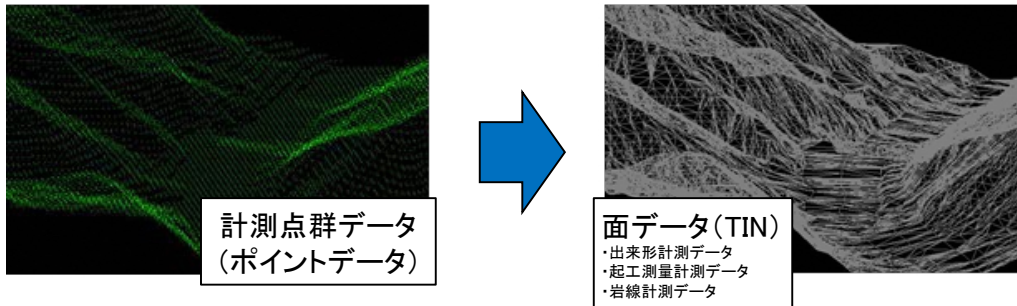 計測点群データ
(ポイントデータ)
面データ(TIN)
・出来形計測データ
・起工測量計測データ
・岩線計測データ